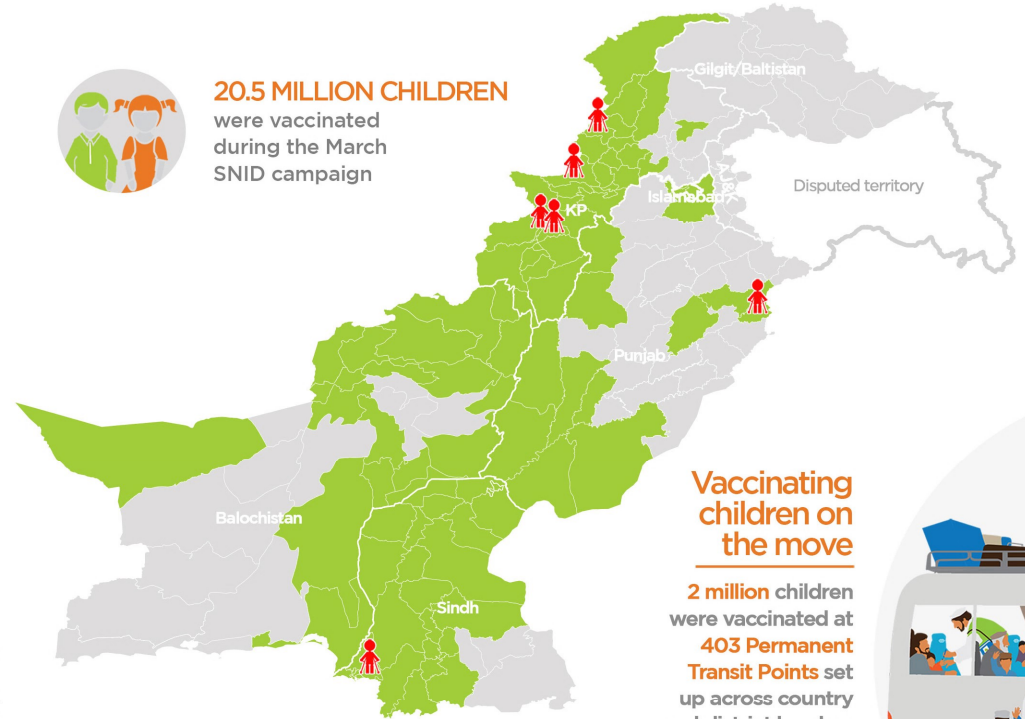 20.5 MILLION CHILDREN
were vaccinated
during the March
SNID campaign
Gilgit/Baltistan
Disputed territory
Islamabad
KP
Punjab
Balochistan
Sindh
Vaccinating
children on
the move
2 million children
were vaccinated at
403 Permanent
Transit Points set
up across country